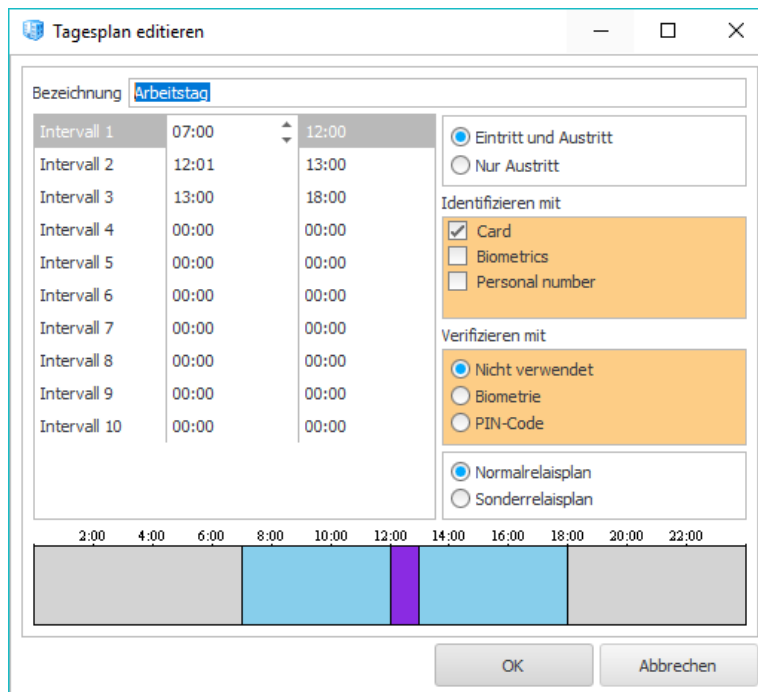 Tagesplan editieren
Bezeichnung Arbeitstag
Intervall 1 07:00 12:00
Intervall 2 12:01 13:00
Intervall 3 13:00 18:00
Intervall 4 00:00 00:00
Intervall 5 00:00 00:00
Intervall 6 00:00 00:00
Intervall 7 00:00 00:00
Intervall 8 00:00 00:00
Intervall 9 00:00 00:00
Intervall 10 00:00 00:00
Eintritt und Austritt
Nur Austritt
Identifizieren mit
Card
Biometrics
Personal number
Verifizieren mit
Nicht verwendet
Biometrie
PIN-Code
Normalrelaisplan
Sonderrelaisplan
2:00 4:00 6:00 8:00 10:00 12:00 14:00 16:00 18:00 20:00 22:00
OK Abbrechen